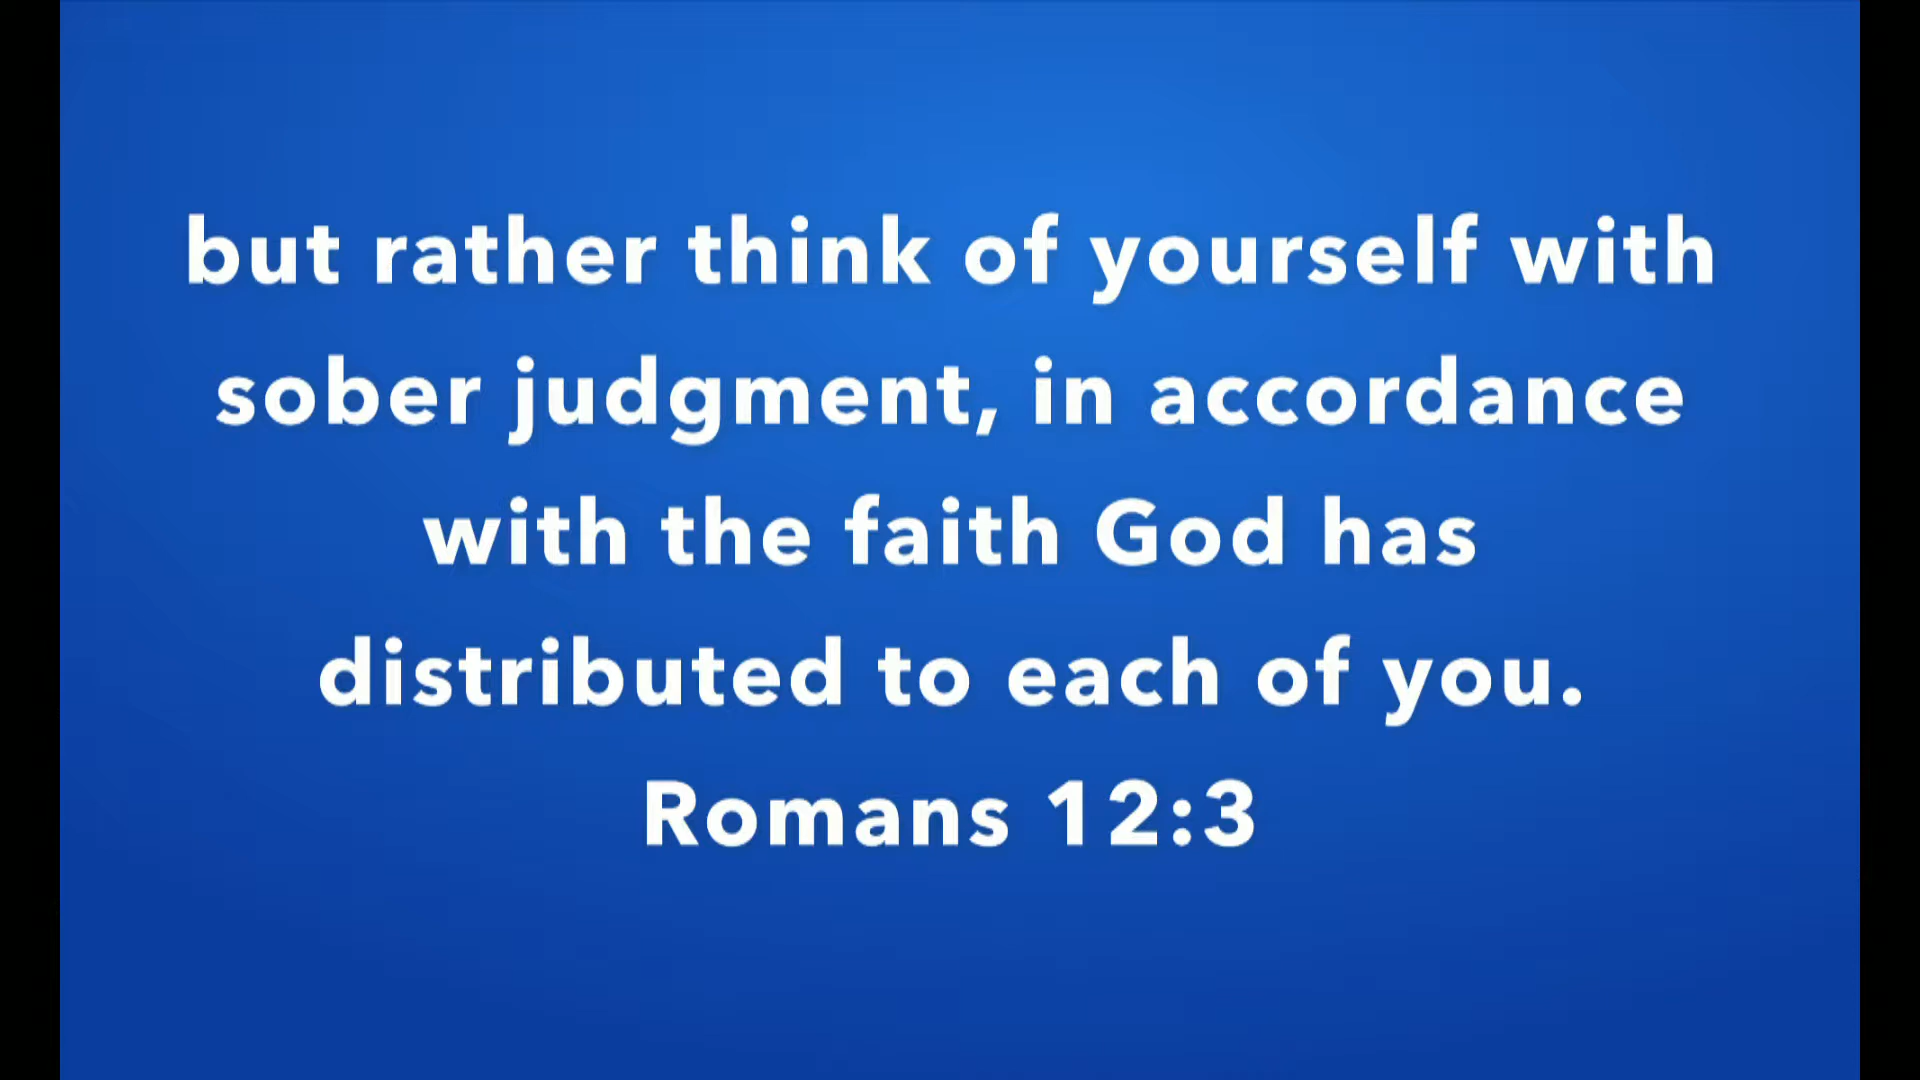 but rather think of yourself with
sober judgment, in accordance
with the faith God has
distributed to each of you.
Romans 12:3